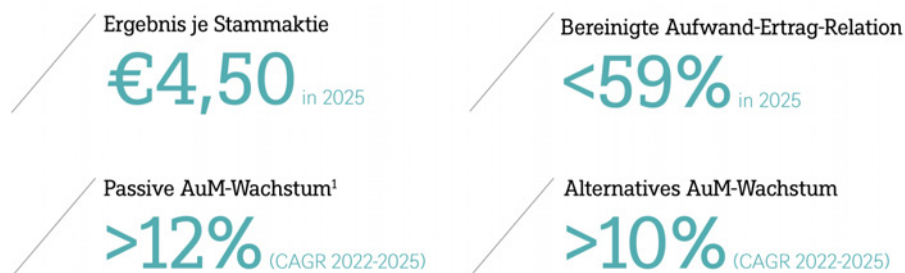 Ergebnis je Stammaktie
€4,50 in 2025
Bereinigte Aufwand-Ertrag-Relation
<59% in 2025
Passive AuM-Wachstum¹
>12% (CAGR 2022-2025)
Alternatives AuM-Wachstum
>10% (CAGR 2022-2025)